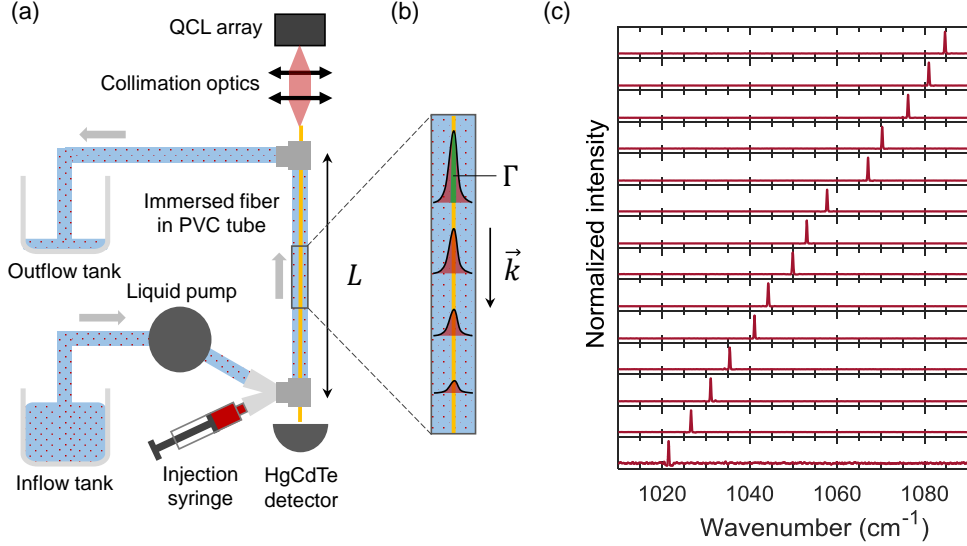 (a)
QCL array
Collimation optics
Immersed fiber
in PVC tube
Outflow tank
Liquid pump
L
Inflow tank
Injection
syringe
HgCdTe
detector
(b)
Γ
k⃗
(c)
Normalized intensity
1020 1040 1060 1080
Wavenumber (cm⁻¹)